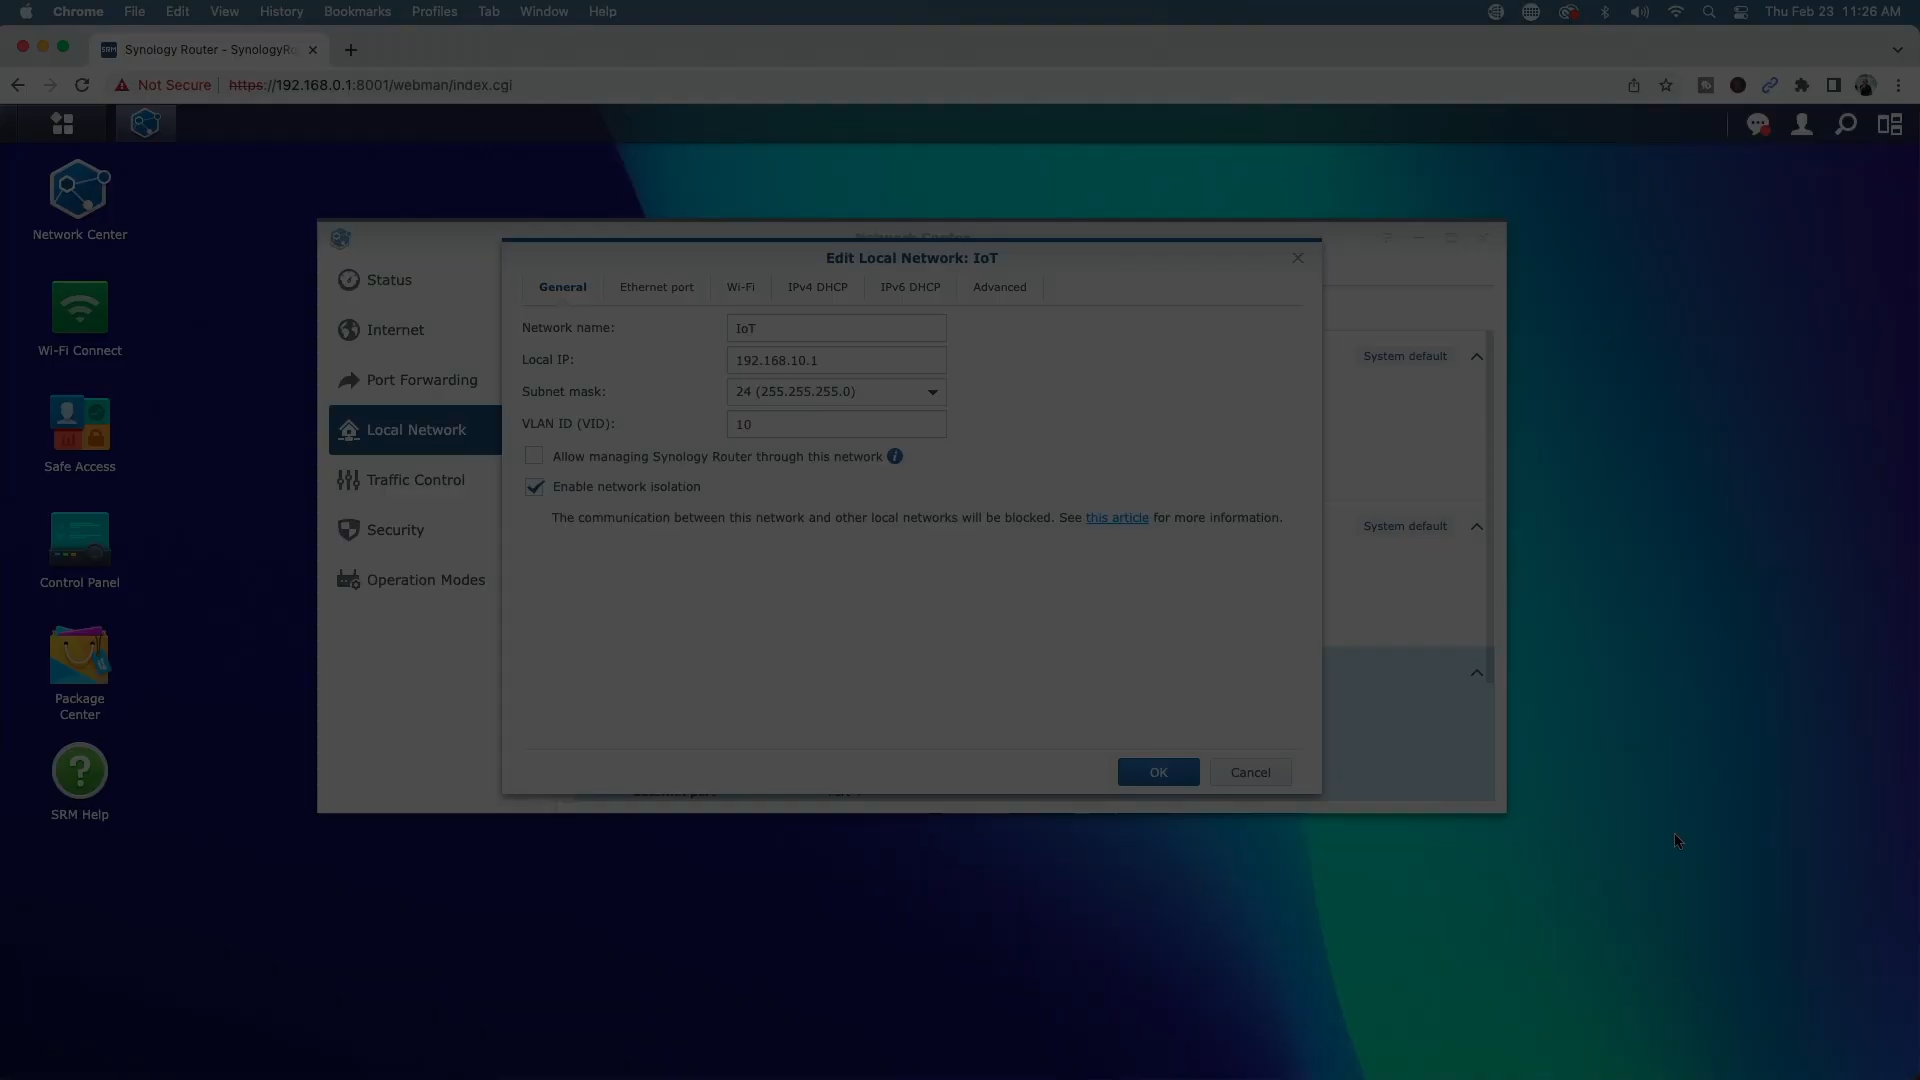 Chrome File Edit View History Bookmarks Profiles Tab Window Help Thu Feb 23 11:26 AM
SRM Synology Router - SynologyRo
Not Secure https://192.168.0.1:8001/webman/index.cgi
Network Center
Wi-Fi Connect
Safe Access
Control Panel
Package
Center
SRM Help
Network Center
Status
Internet
Port Forwarding
Local Network
Traffic Control
Security
Operation Modes
System default
System default
Edit Local Network: IoT
General Ethernet port Wi-Fi IPv4 DHCP IPv6 DHCP Advanced
Network name: IoT
Local IP: 192.168.10.1
Subnet mask: 24 (255.255.255.0)
VLAN ID (VID): 10
Allow managing Synology Router through this network
Enable network isolation
The communication between this network and other local networks will be blocked. See this article for more information.
OK Cancel